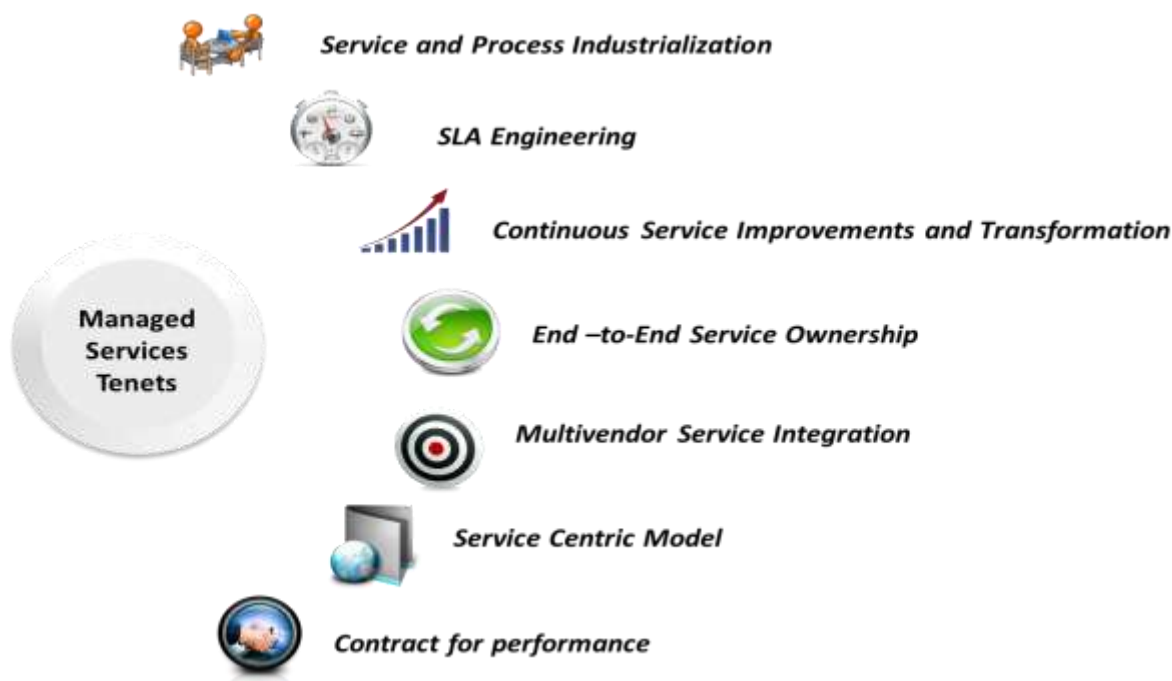 Service and Process Industrialization
SLA Engineering
Continuous Service Improvements and Transformation
Managed
Services
Tenets
End –to-End Service Ownership
Multivendor Service Integration
Service Centric Model
Contract for performance